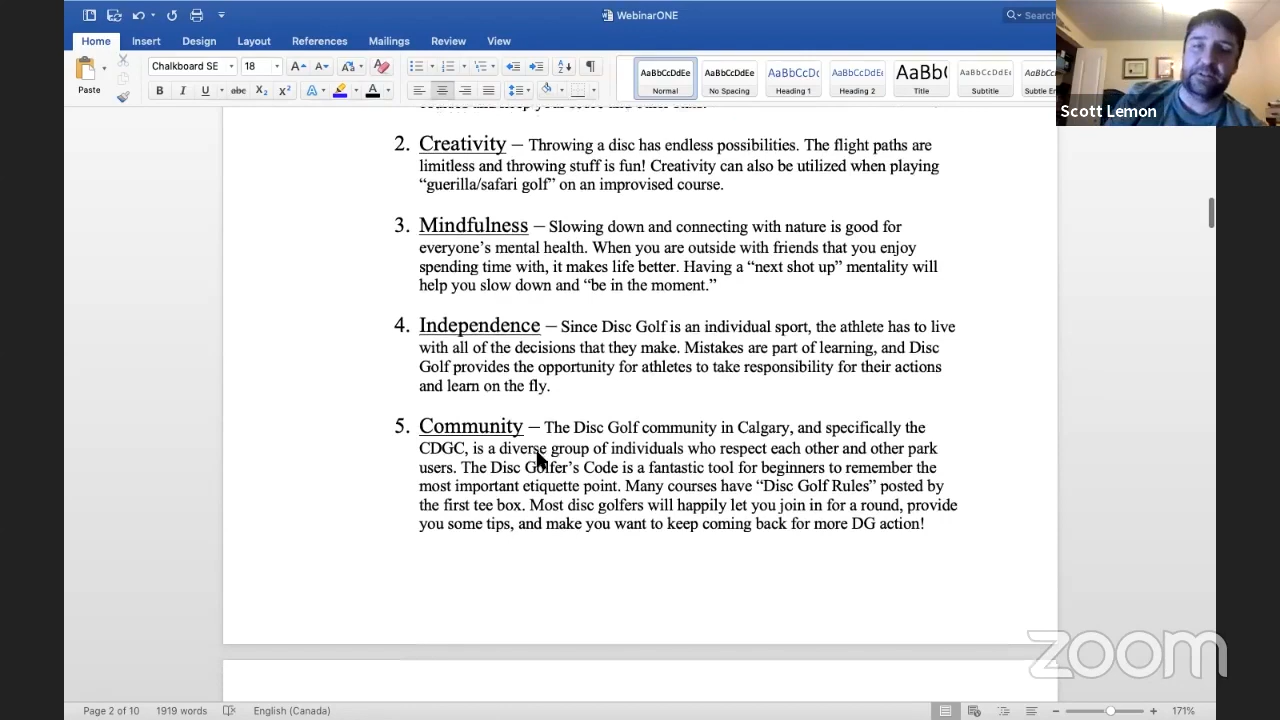 WebinarONE
Search
Home Insert Design Layout References Mailings Review View
Chalkboard SE 18
Paste
AaBbCcDdEe Normal
AaBbCcDdEe No Spacing
AaBbCcDc Heading 1
AaBbCcDdEe Heading 2
AaBb( Title
AaBbCcDdEe Subtitle
Scott Lemon
2. Creativity – Throwing a disc has endless possibilities. The flight paths are
limitless and throwing stuff is fun! Creativity can also be utilized when playing
“guerilla/safari golf” on an improvised course.
3. Mindfulness – Slowing down and connecting with nature is good for
everyone’s mental health. When you are outside with friends that you enjoy
spending time with, it makes life better. Having a “next shot up” mentality will
help you slow down and “be in the moment.”
4. Independence – Since Disc Golf is an individual sport, the athlete has to live
with all of the decisions that they make. Mistakes are part of learning, and Disc
Golf provides the opportunity for athletes to take responsibility for their actions
and learn on the fly.
5. Community – The Disc Golf community in Calgary, and specifically the
CDGC, is a diverse group of individuals who respect each other and other park
users. The Disc Golfer’s Code is a fantastic tool for beginners to remember the
most important etiquette point. Many courses have “Disc Golf Rules” posted by
the first tee box. Most disc golfers will happily let you join in for a round, provide
you some tips, and make you want to keep coming back for more DG action!
zoom
Page 2 of 10 1919 words English (Canada) 171%